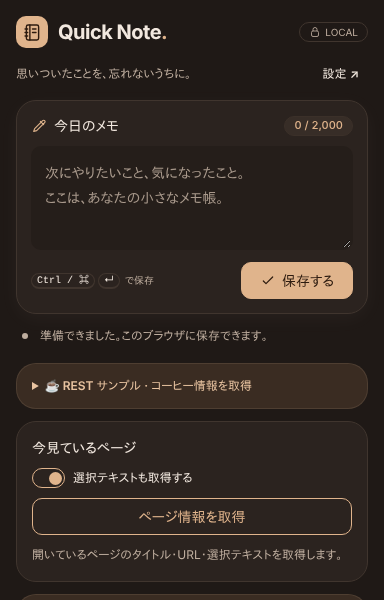 Quick Note.
LOCAL
思いついたことを、忘れないうちに。
設定 ↗
今日のメモ
0 / 2,000
次にやりたいこと、気になったこと。
ここは、あなたの小さなメモ帳。
Ctrl / ⌘ ↵ で保存
保存する
準備できました。このブラウザに保存できます。
▶ ☕ REST サンプル · コーヒー情報を取得
今見ているページ
選択テキストも取得する
ページ情報を取得
開いているページのタイトル·URL·選択テキストを取得します。